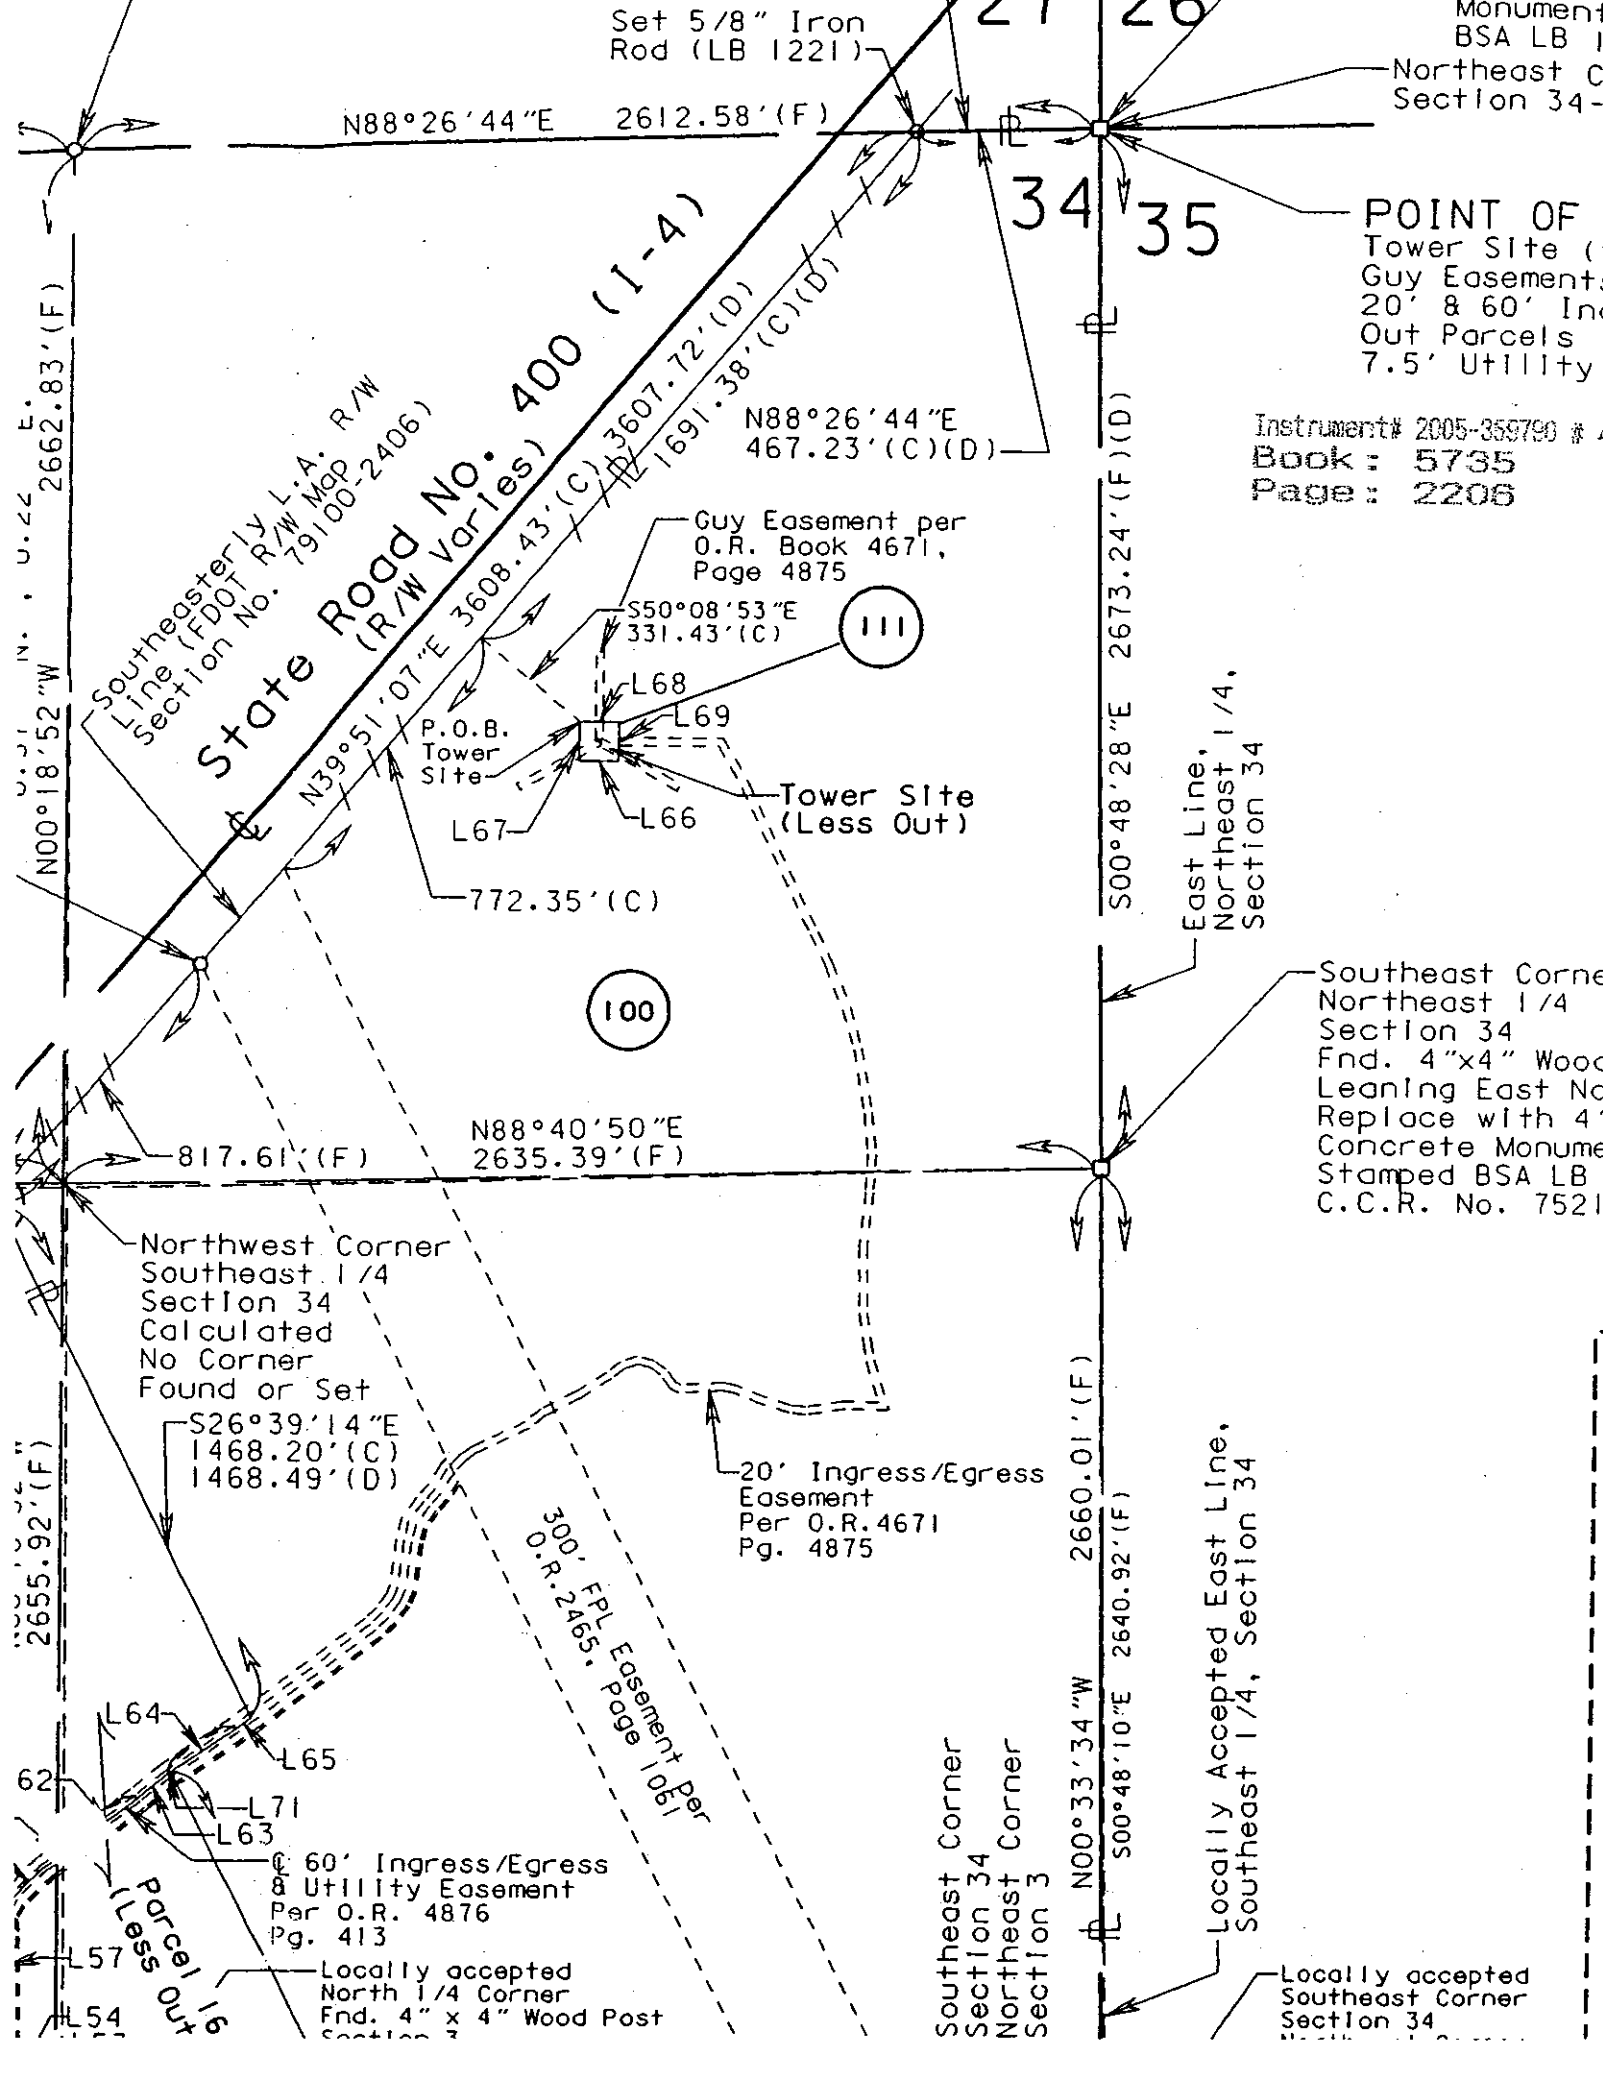 27
26
Set 5/8" Iron
Rod (LB 1221)
Monument
BSA LB
Northeast
Section 34-
N88°26'44"E 2612.58'(F)
34
35
POINT OF
Tower Site (
Guy Easements
20' & 60'
Out Parcels
7.5' Utility
Instrument# 2005-359790 #
Book: 5735
Page: 2206
N00°18'52"W 2662.83'(F)
Southeasterly L.A. R/W
Line (FDOT R/W Map
Section No. 79100-2406)
State Road No. 400 (I-4)
(R/W Varies)
N39°51'07"E 3608.43'(C) 3607.72'(D)
1691.38'(C)(D)
N88°26'44"E
467.23'(C)(D)
Guy Easement per
O.R. Book 4671,
Page 4875
S50°08'53"E
331.43'(C)
111
L68
L69
P.O.B.
Tower
Site
L67
L66
Tower Site
(Less Out)
772.35'(C)
S00°48'28"E 2673.24'(F)(D)
East Line,
Northeast 1/4,
Section 34
100
Southeast Corne
Northeast 1/4
Section 34
Fnd. 4"x4" Wood
Leaning East
Replace with 4"
Concrete Monume
Stamped BSA LB
C.C.R. No. 7521
817.61'(F)
N88°40'50"E
2635.39'(F)
Northwest Corner
Southeast 1/4
Section 34
Calculated
No Corner
Found or Set
S26°39'14"E
1468.20'(C)
1468.49'(D)
2655.92'(F)
20' Ingress/Egress
Easement
Per O.R.4671
Pg. 4875
300' FPL Easement Per
O.R.2465, Page 1061
N00°33'34"W 2660.01'(F)
S00°48'10"E 2640.92'(F)
Locally Accepted East Line,
Southeast 1/4, Section 34
L64
L65
62
L71
L63
℄ 60' Ingress/Egress
& Utility Easement
Per O.R. 4876
Pg. 413
Parcel 16
(Less Out
L57
L54
Locally accepted
North 1/4 Corner
Fnd. 4" x 4" Wood Post
Section 3
Southeast Corner
Section 34
Northeast Corner
Section 3
Locally accepted
Southeast Corner
Section 34